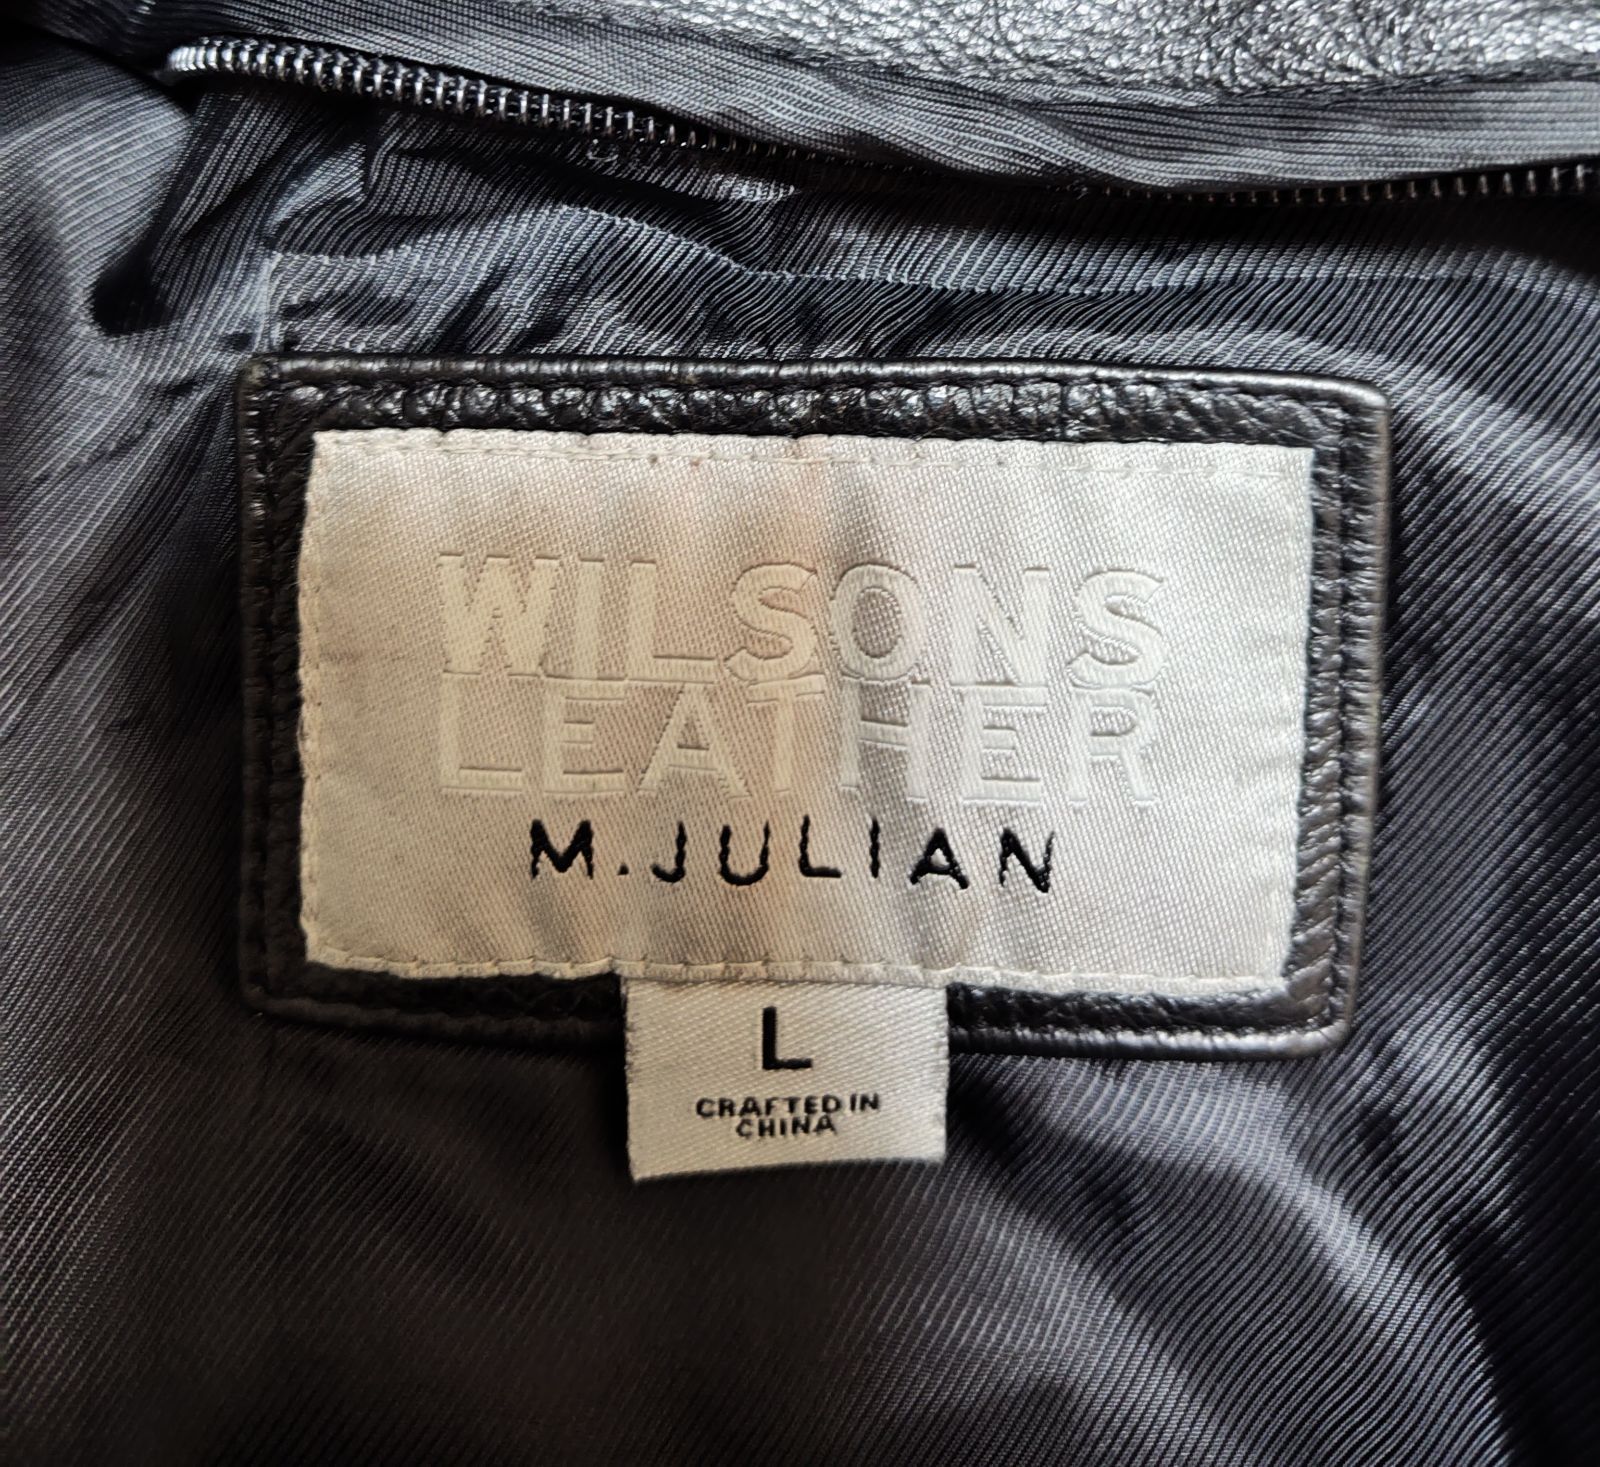 WILSONS
LEATHER
M.JULIAN
L
CRAFTED IN
CHINA